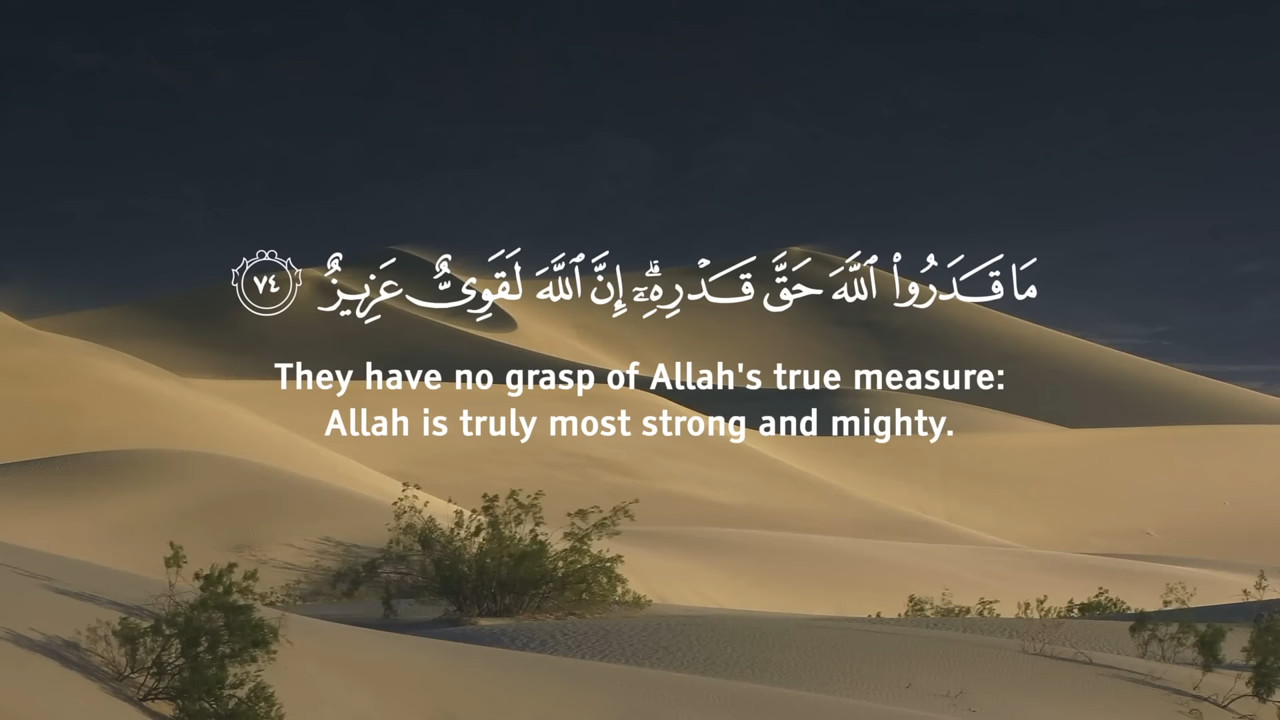 مَا قَدَرُوا۟ ٱللَّهَ حَقَّ قَدْرِهِۦٓ ۗ إِنَّ ٱللَّهَ لَقَوِىٌّ عَزِيزٌ ٧٤
They have no grasp of Allah's true measure:
Allah is truly most strong and mighty.